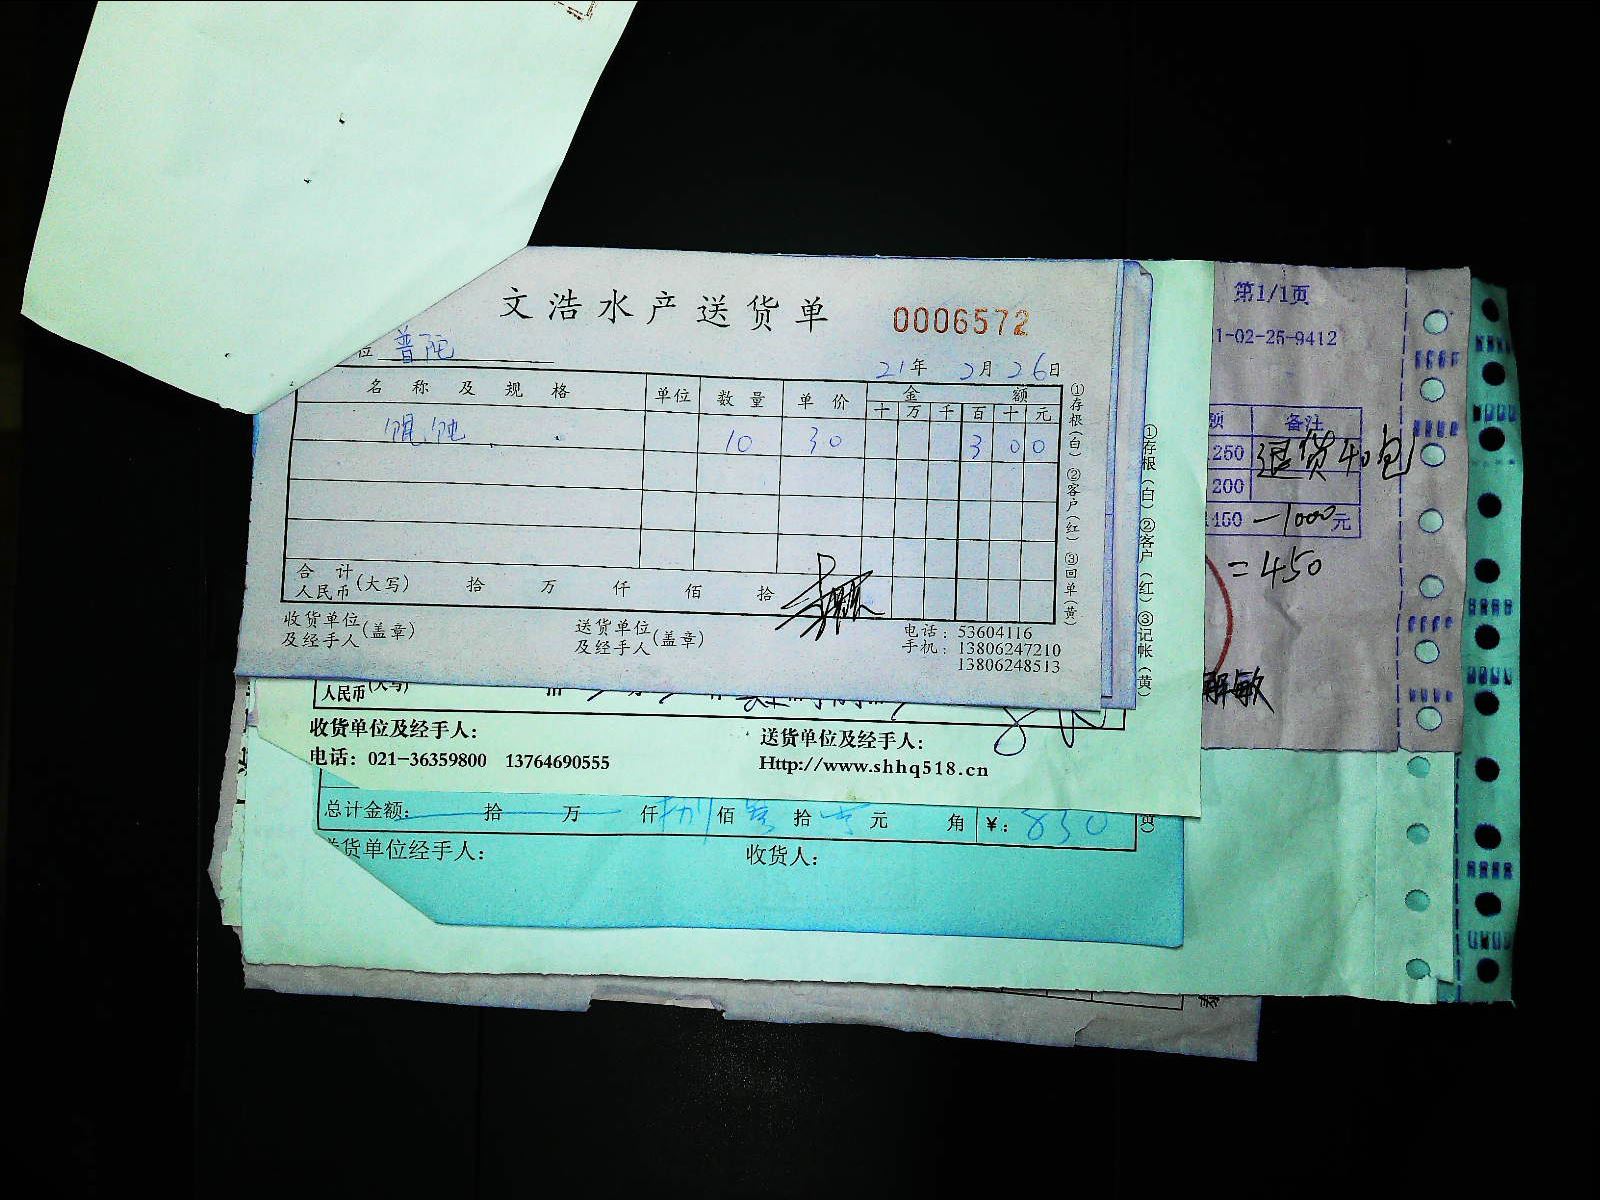 文浩水产送货单
0006572
位 普陀
21年 2月 26日
名称及规格 单位 数量 单价 金额
十 万 千 百 十 元
馄饨 10 30 3 0 0
合计
人民币(大写) 拾 万 仟 佰 拾
收货单位
及经手人(盖章)
送货单位
及经手人(盖章)
电话：53604116
手机：13806247210
13806248513
①存根(白) ②客户(红) ③回单(黄)
①存根(白) ②客户(红) ③记帐(黄)
第1/1页
1-02-25-9412
备注
250 退货40包
200
450 -1000元
=450
解敏
人民币(大写)
收货单位及经手人：
送货单位及经手人：
电话：021-36359800 13764690555
Http://www.shhq518.cn
总计金额： 拾 万 仟 捌 佰 叁 拾 元 角 ¥：830
货单位经手人：
收货人：